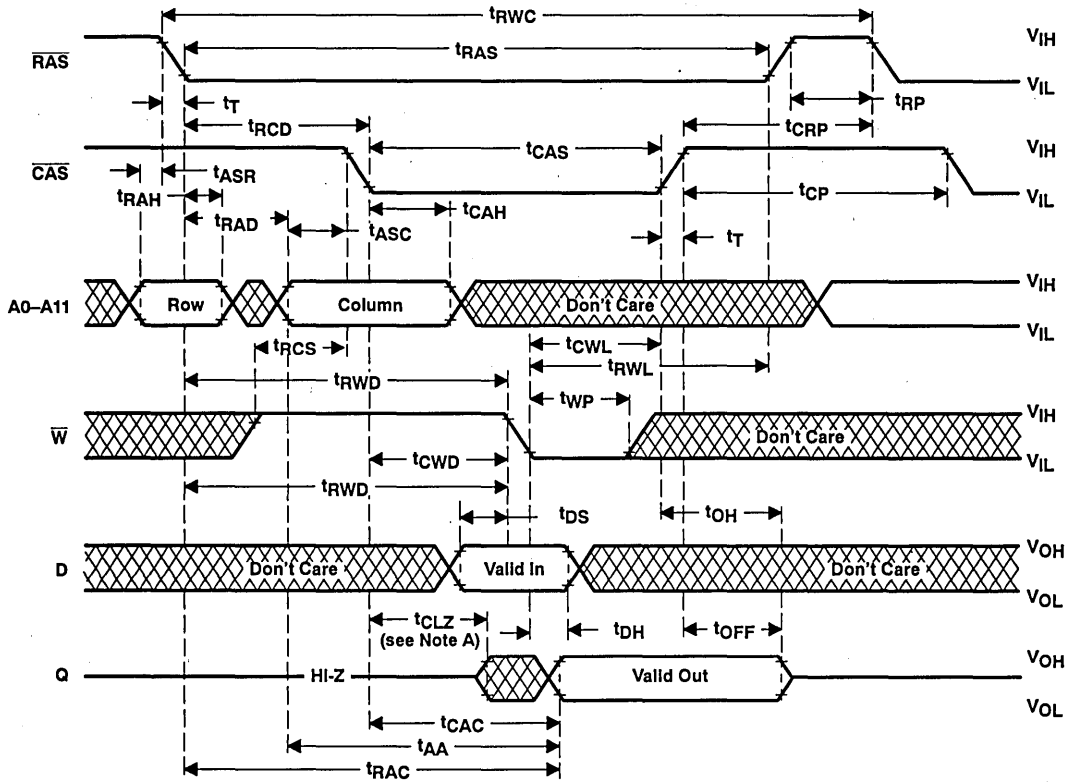 tRWC
VIH
tRAS
RAS
VIL
tT
tRP
tRCD
tCRP
VIH
tCAS
CAS
tASR
VIL
tRAH
tCAH
tCP
tRAD
tASC
tT
VIH
A0–A11
Row
Column
Don't Care
VIL
tRCS
tCWL
tRWL
tRWD
tWP
VIH
W
Don't Care
VIL
tCWD
tRWD
tDS
tOH
VOH
D
Don't Care
Valid In
Don't Care
VOL
tCLZ
(see Note A)
tDH
tOFF
VOH
Q
HI-Z
Valid Out
VOL
tCAC
tAA
tRAC